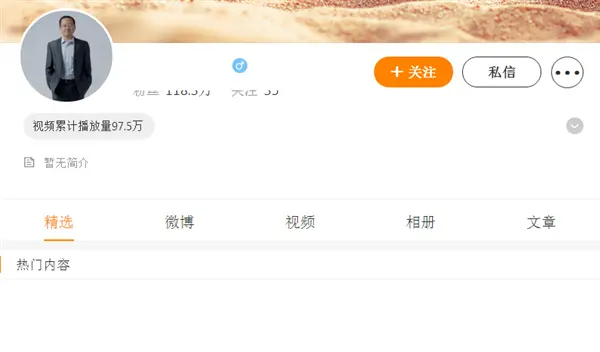 + 关注
私信
粉丝 118.5万 关注 35
视频累计播放量97.5万
暂无简介
精选
微博
视频
相册
文章
热门内容